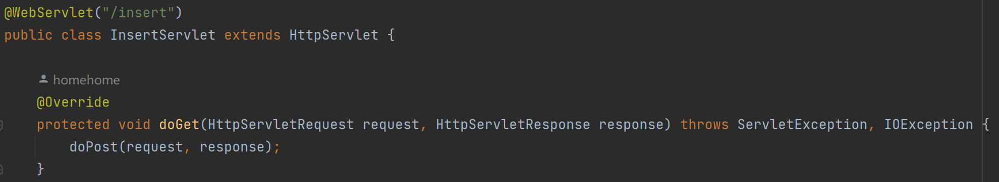 @WebServlet("/insert")
public class InsertServlet extends HttpServlet {
homehome
@Override
protected void doGet(HttpServletRequest request, HttpServletResponse response) throws ServletException, IOException {
doPost(request, response);
}